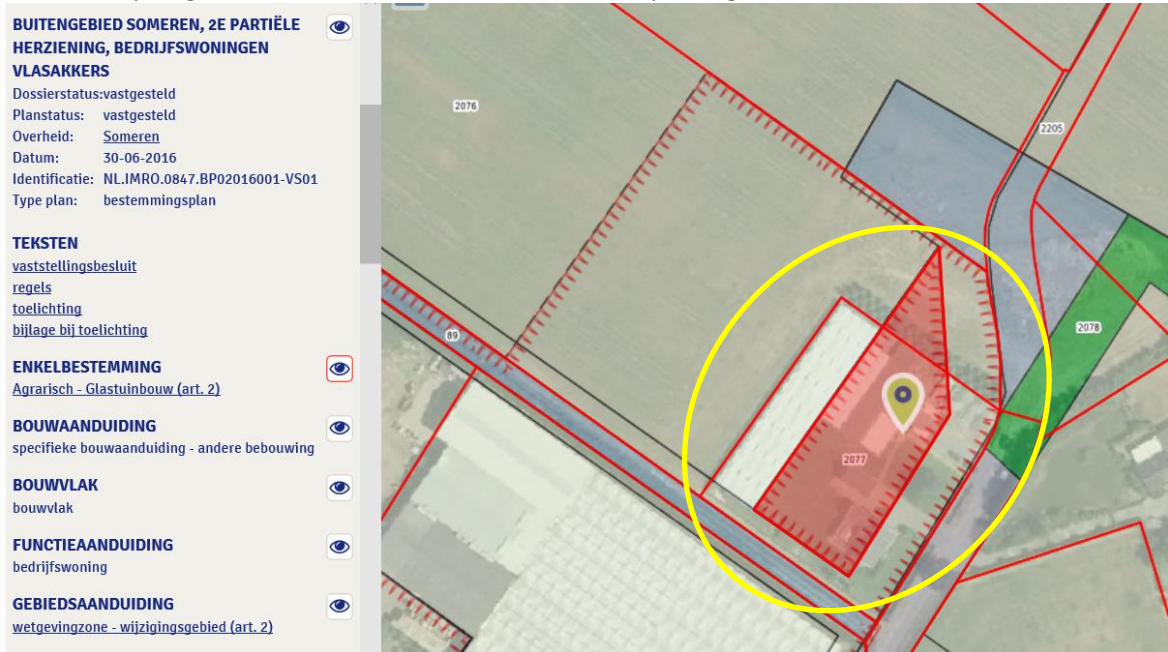 BUITENGEBIED SOMEREN, 2E PARTIËLE
HERZIENING, BEDRIJFSWONINGEN
VLASAKKERS
Dossierstatus:vastgesteld
Planstatus: vastgesteld
Overheid: Someren
Datum: 30-06-2016
Identificatie: NL.IMRO.0847.BP02016001-VS01
Type plan: bestemmingsplan
TEKSTEN
vaststellingsbesluit
regels
toelichting
bijlage bij toelichting
ENKELBESTEMMING
Agrarisch - Glastuinbouw (art. 2)
BOUWAANDUIDING
specifieke bouwaanduiding - andere bebouwing
BOUWVLAK
bouwvlak
FUNCTIEAANDUIDING
bedrijfswoning
GEBIEDSAANDUIDING
wetgevingzone - wijzigingsgebied (art. 2)
2076
2205
89
2078
2077